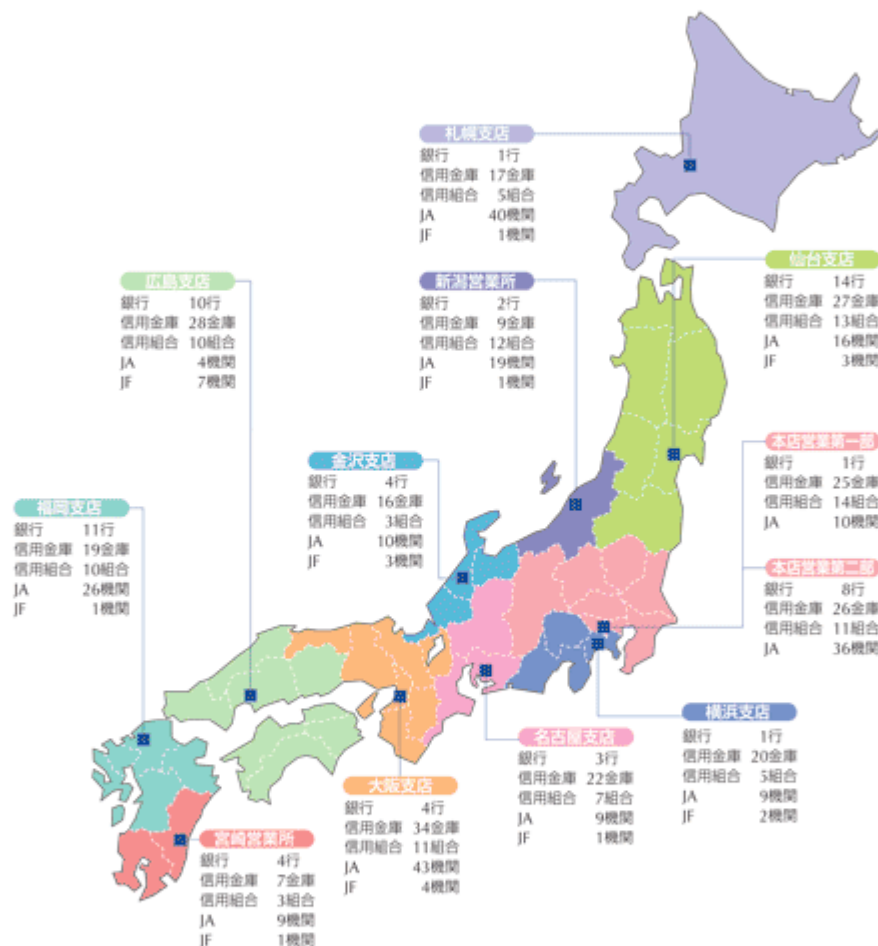 札幌支店
銀行 1行
信用金庫 17金庫
信用組合 5組合
JA 40機関
JF 1機関
仙台支店
銀行 14行
信用金庫 27金庫
信用組合 13組合
JA 16機関
JF 3機関
広島支店
銀行 10行
信用金庫 28金庫
信用組合 10組合
JA 4機関
JF 7機関
新潟営業所
銀行 2行
信用金庫 9金庫
信用組合 12組合
JA 19機関
JF 1機関
本店営業第一部
銀行 1行
信用金庫 25金庫
信用組合 14組合
JA 10機関
金沢支店
銀行 4行
信用金庫 16金庫
信用組合 3組合
JA 10機関
JF 3機関
福岡支店
銀行 11行
信用金庫 19金庫
信用組合 10組合
JA 26機関
JF 1機関
本店営業第二部
銀行 8行
信用金庫 26金庫
信用組合 11組合
JA 36機関
横浜支店
銀行 1行
信用金庫 20金庫
信用組合 5組合
JA 9機関
JF 2機関
名古屋支店
銀行 3行
信用金庫 22金庫
信用組合 7組合
JA 9機関
JF 1機関
大阪支店
銀行 4行
信用金庫 34金庫
信用組合 11組合
JA 43機関
JF 4機関
宮崎営業所
銀行 4行
信用金庫 7金庫
信用組合 3組合
JA 9機関
JF 1機関